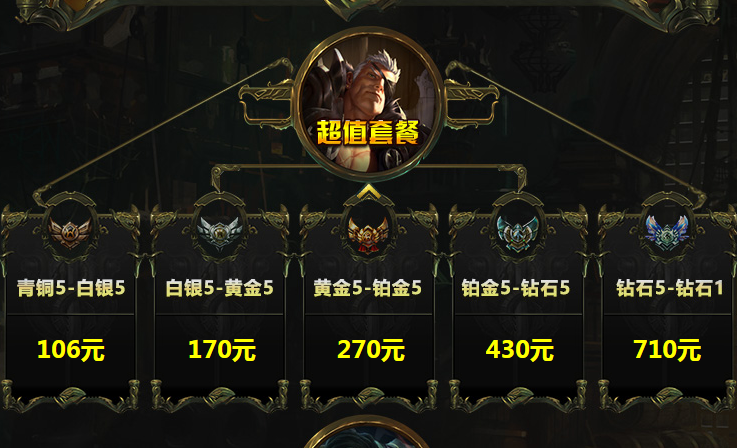 超值套餐
青铜5-白银5
白银5-黄金5
黄金5-铂金5
铂金5-钻石5
钻石5-钻石1
106元
170元
270元
430元
710元